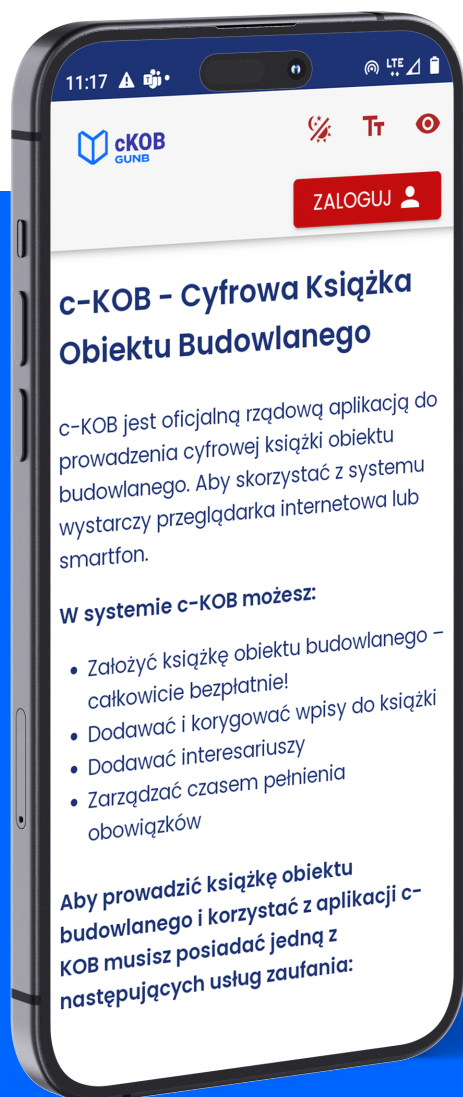 11:17
LTE
cKOB
GUNB
TT
ZALOGUJ
c-KOB - Cyfrowa Książka
Obiektu Budowlanego
c-KOB jest oficjalną rządową aplikacją do
prowadzenia cyfrowej książki obiektu
budowlanego. Aby skorzystać z systemu
wystarczy przeglądarka internetowa lub
smartfon.
W systemie c-KOB możesz:
• Założyć książkę obiektu budowlanego –
całkowicie bezpłatnie!
• Dodawać i korygować wpisy do książki
• Dodawać interesariuszy
• Zarządzać czasem pełnienia
obowiązków
Aby prowadzić książkę obiektu
budowlanego i korzystać z aplikacji c-
KOB musisz posiadać jedną z
następujących usług zaufania: